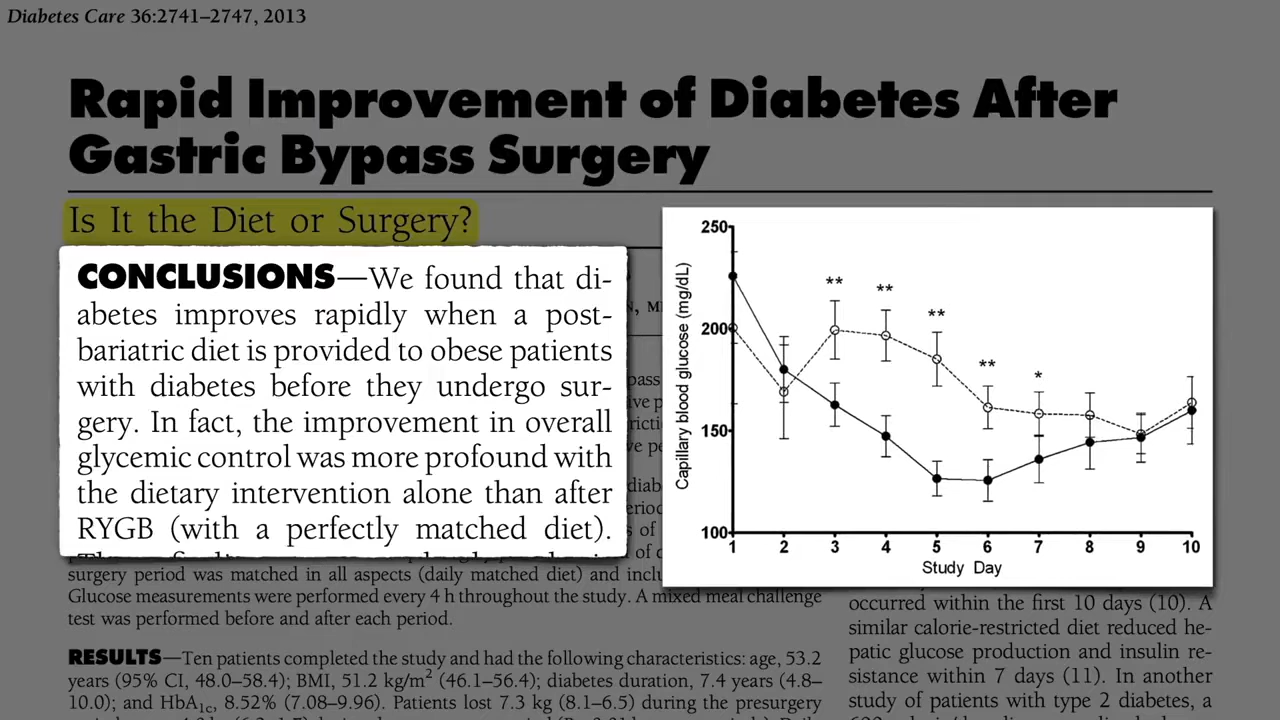 Diabetes Care 36:2741–2747, 2013
Rapid Improvement of Diabetes After
Gastric Bypass Surgery
Is It the Diet or Surgery?
CONCLUSIONS—We found that di-
abetes improves rapidly when a post-
bariatric diet is provided to obese patients
with diabetes before they undergo sur-
gery. In fact, the improvement in overall
glycemic control was more profound with
the dietary intervention alone than after
RYGB (with a perfectly matched diet).
250
200
150
100
Capillary blood glucose (mg/dL)
**
**
**
**
*
1 2 3 4 5 6 7 8 9 10
Study Day
surgery period was matched in all aspects (daily matched diet) and
Glucose measurements were performed every 4 h throughout the study. A mixed meal challenge
test was performed before and after each period.
RESULTS—Ten patients completed the study and had the following characteristics: age, 53.2
years (95% CI, 48.0–58.4); BMI, 51.2 kg/m² (46.1–56.4); diabetes duration, 7.4 years (4.8–
10.0); and HbA1c, 8.52% (7.08–9.96). Patients lost 7.3 kg (8.1–6.5) during the presurgery
occurred within the first 10 days (10). A
similar calorie-restricted diet reduced he-
patic glucose production and insulin re-
sistance within 7 days (11). In another
study of patients with type 2 diabetes, a